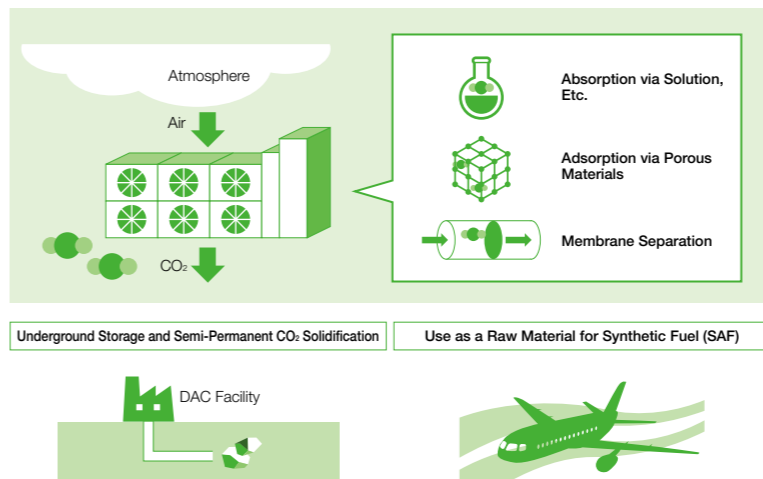 Atmosphere
Air
CO₂
Absorption via Solution,
Etc.
Adsorption via Porous
Materials
Membrane Separation
Underground Storage and Semi-Permanent CO₂ Solidification
Use as a Raw Material for Synthetic Fuel (SAF)
DAC Facility